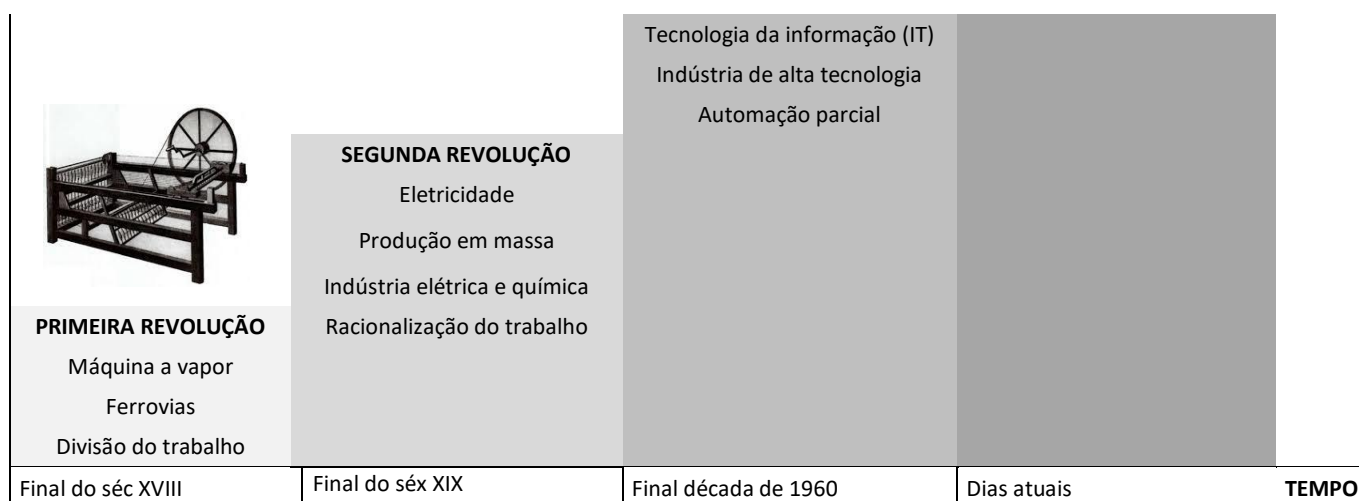 Tecnologia da informação (IT)
Indústria de alta tecnologia
Automação parcial
SEGUNDA REVOLUÇÃO
Eletricidade
Produção em massa
Indústria elétrica e química
Racionalização do trabalho
PRIMEIRA REVOLUÇÃO
Máquina a vapor
Ferrovias
Divisão do trabalho
Final do séc XVIII
Final do séx XIX
Final década de 1960
Dias atuais
TEMPO